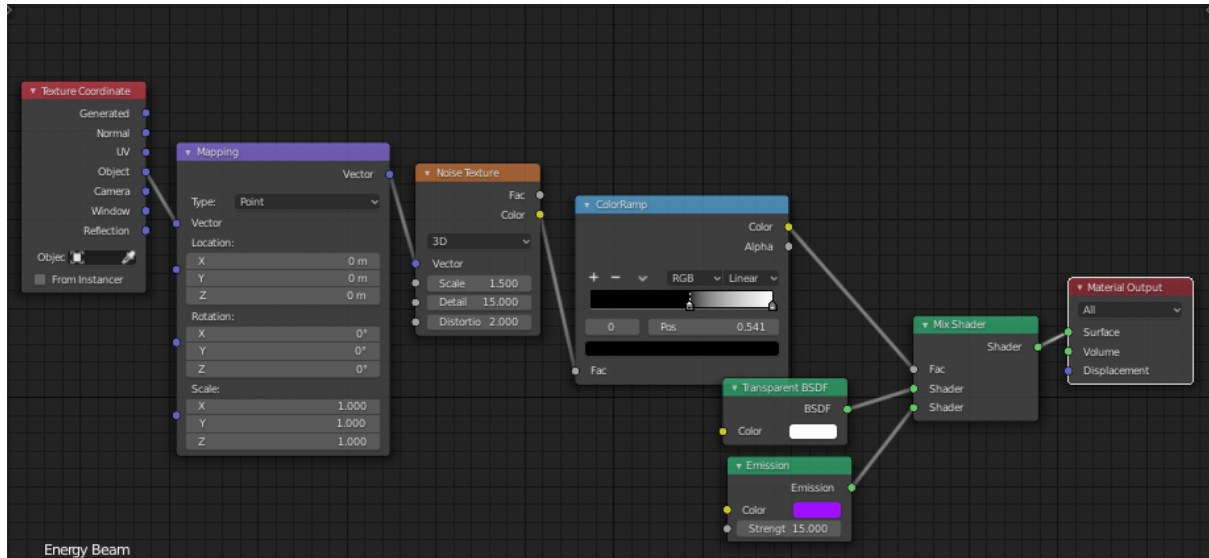 Texture Coordinate
Generated
Normal
UV
Object
Camera
Window
Reflection
Objec
From Instancer
Mapping
Vector
Type: Point
Vector
Location:
X 0 m
Y 0 m
Z 0 m
Rotation:
X 0°
Y 0°
Z 0°
Scale:
X 1.000
Y 1.000
Z 1.000
Noise Texture
Fac
Color
3D
Vector
Scale 1.500
Detail 15.000
Distortio 2.000
ColorRamp
Color
Alpha
+ − RGB Linear
0 Pos 0.541
Fac
Transparent BSDF
BSDF
Color
Emission
Emission
Color
Strengt 15.000
Mix Shader
Shader
Fac
Shader
Shader
Material Output
All
Surface
Volume
Displacement
Energy Beam